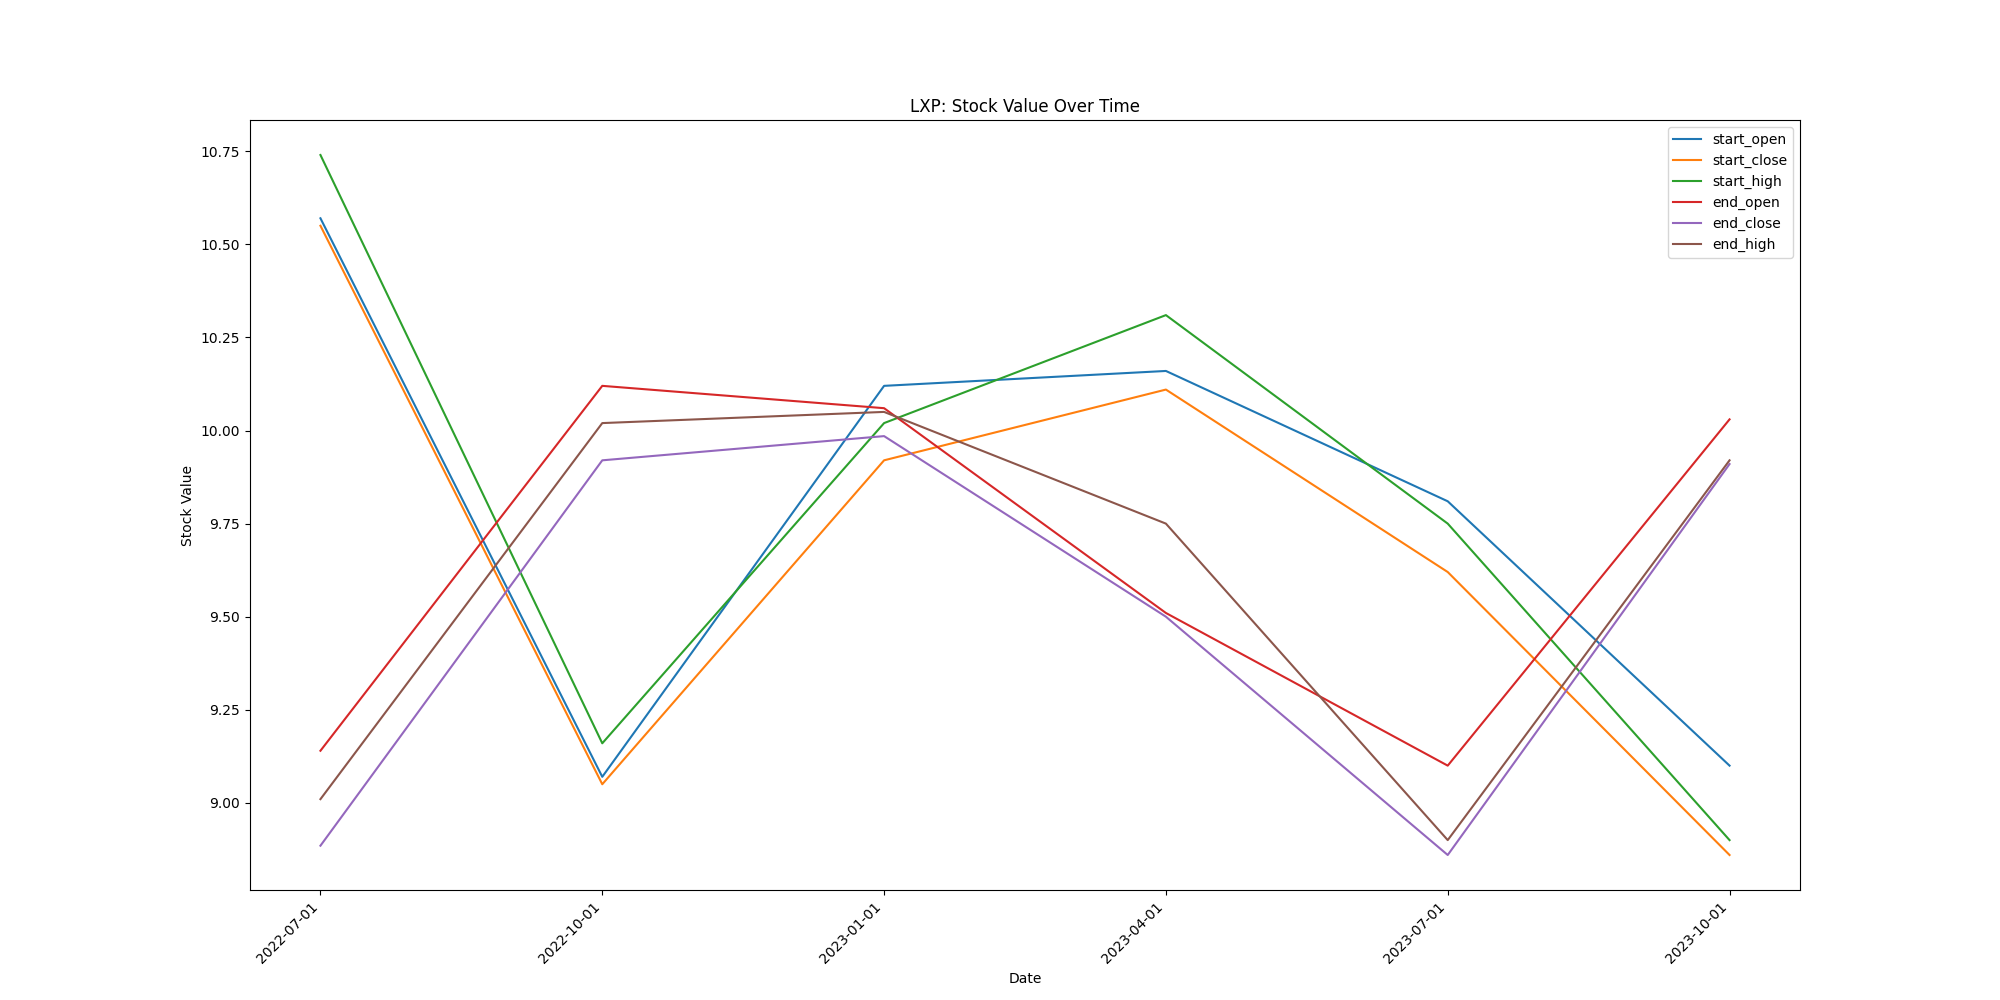 LXP: Stock Value Over Time
start_open
start_close
start_high
end_open
end_close
end_high
Stock Value
10.75
10.50
10.25
10.00
9.75
9.50
9.25
9.00
2022-07-01
2022-10-01
2023-01-01
2023-04-01
2023-07-01
2023-10-01
Date